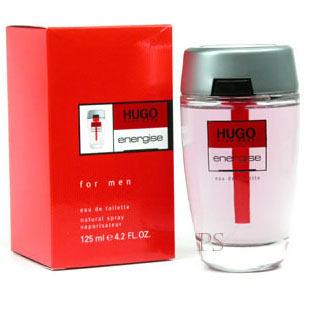 HUGO
energise
for men
eau de toilette
natural spray
vaporisateur
125 ml e 4.2 FL.OZ.
HUGO
energise
eau de toilette
PS